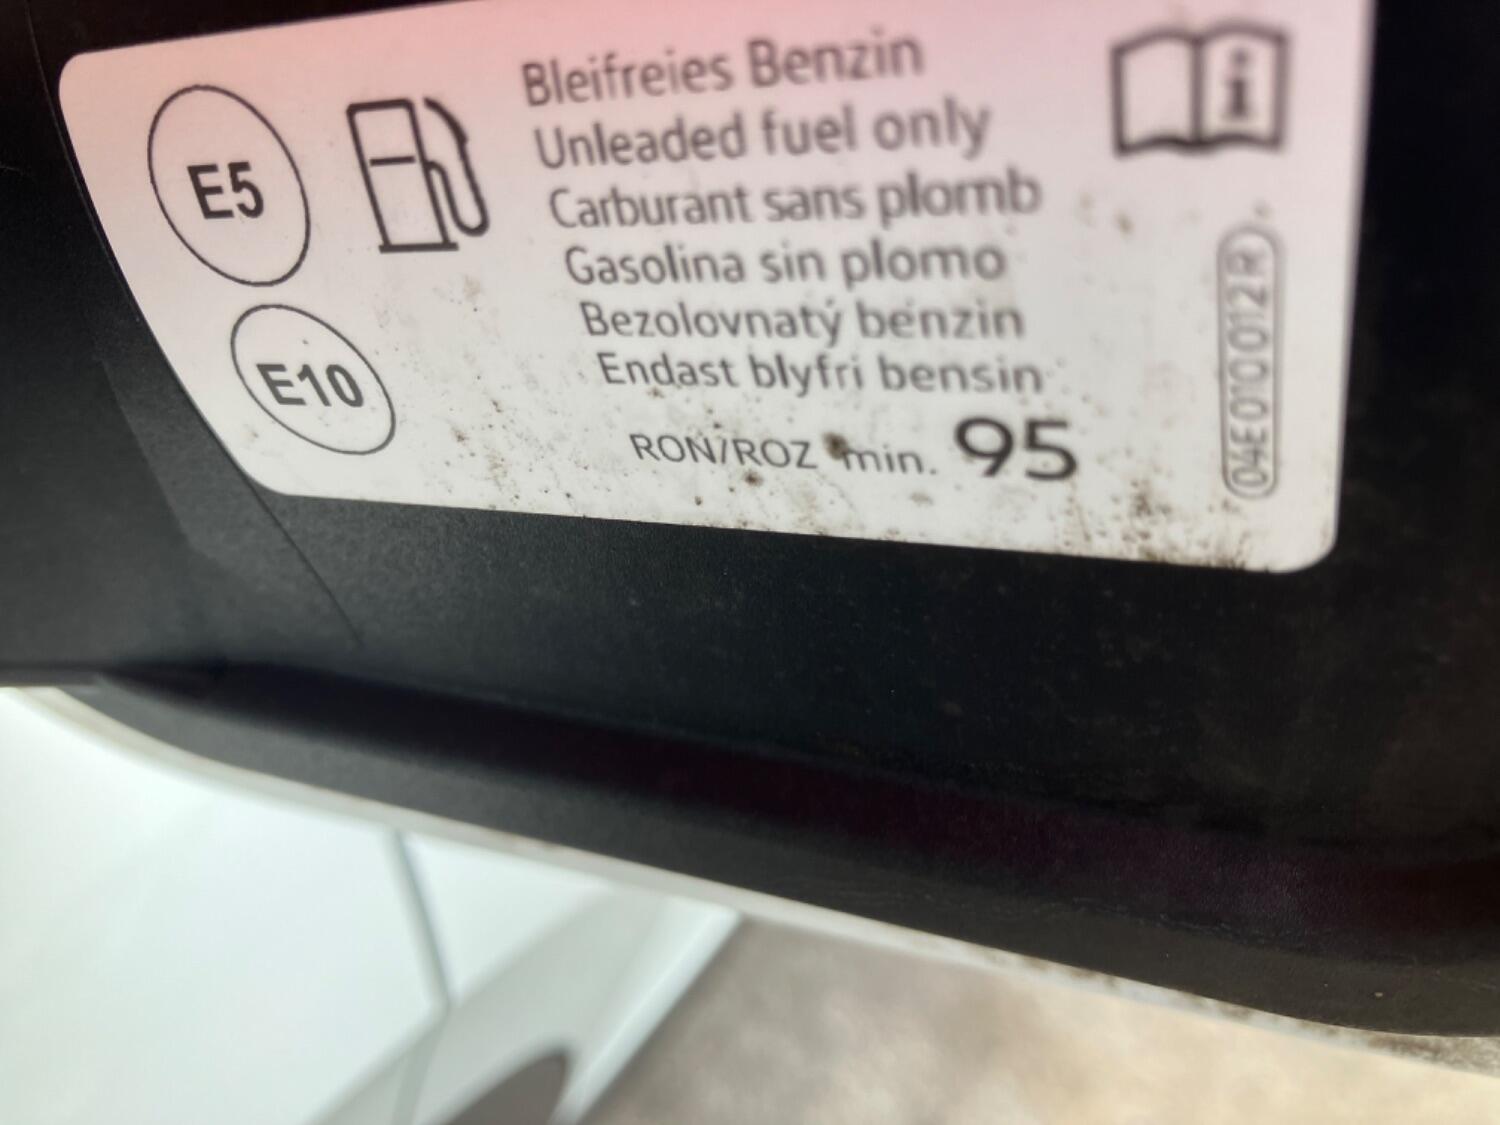 E5
E10
Bleifreies Benzin
Unleaded fuel only
Carburant sans plomb
Gasolina sin plomo
Bezolovnatý benzin
Endast blyfri bensin
RON/ROZ min. 95
i
04E010012R